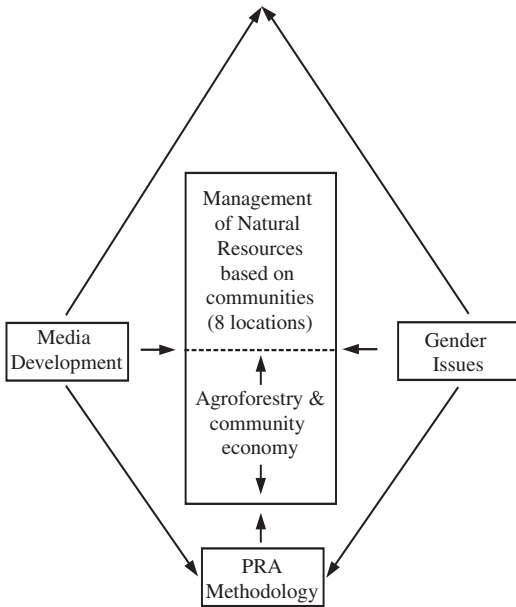 Management
of Natural
Resources
based on
communities
(8 locations)
Media
Development
Gender
Issues
Agroforestry &
community
economy
PRA
Methodology